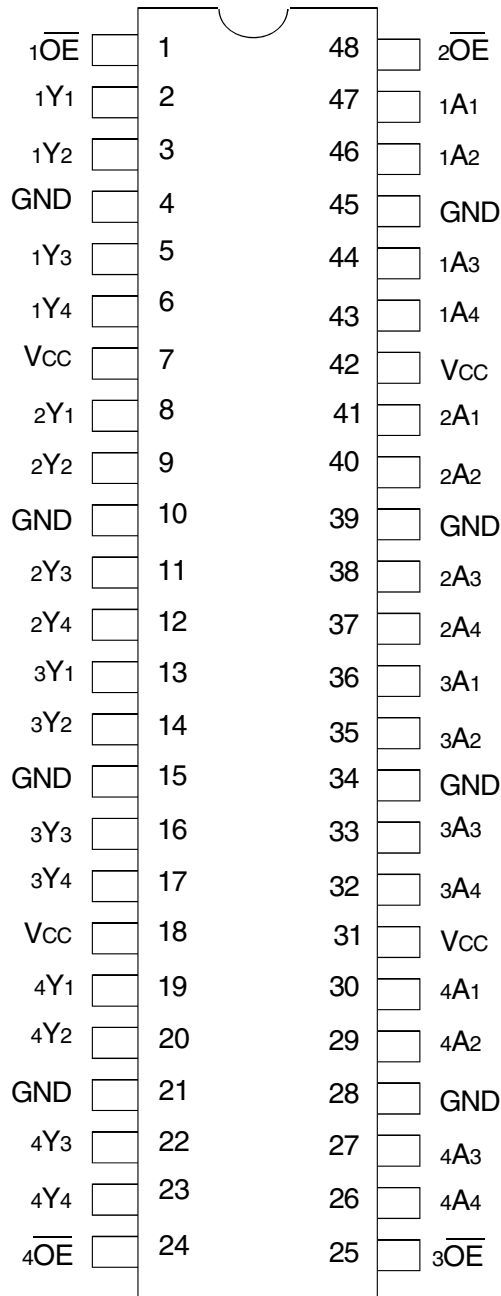 1OE 1 48 2OE
1Y1 2 47 1A1
1Y2 3 46 1A2
GND 4 45 GND
1Y3 5 44 1A3
1Y4 6 43 1A4
VCC 7 42 VCC
2Y1 8 41 2A1
2Y2 9 40 2A2
GND 10 39 GND
2Y3 11 38 2A3
2Y4 12 37 2A4
3Y1 13 36 3A1
3Y2 14 35 3A2
GND 15 34 GND
3Y3 16 33 3A3
3Y4 17 32 3A4
VCC 18 31 VCC
4Y1 19 30 4A1
4Y2 20 29 4A2
GND 21 28 GND
4Y3 22 27 4A3
4Y4 23 26 4A4
4OE 24 25 3OE